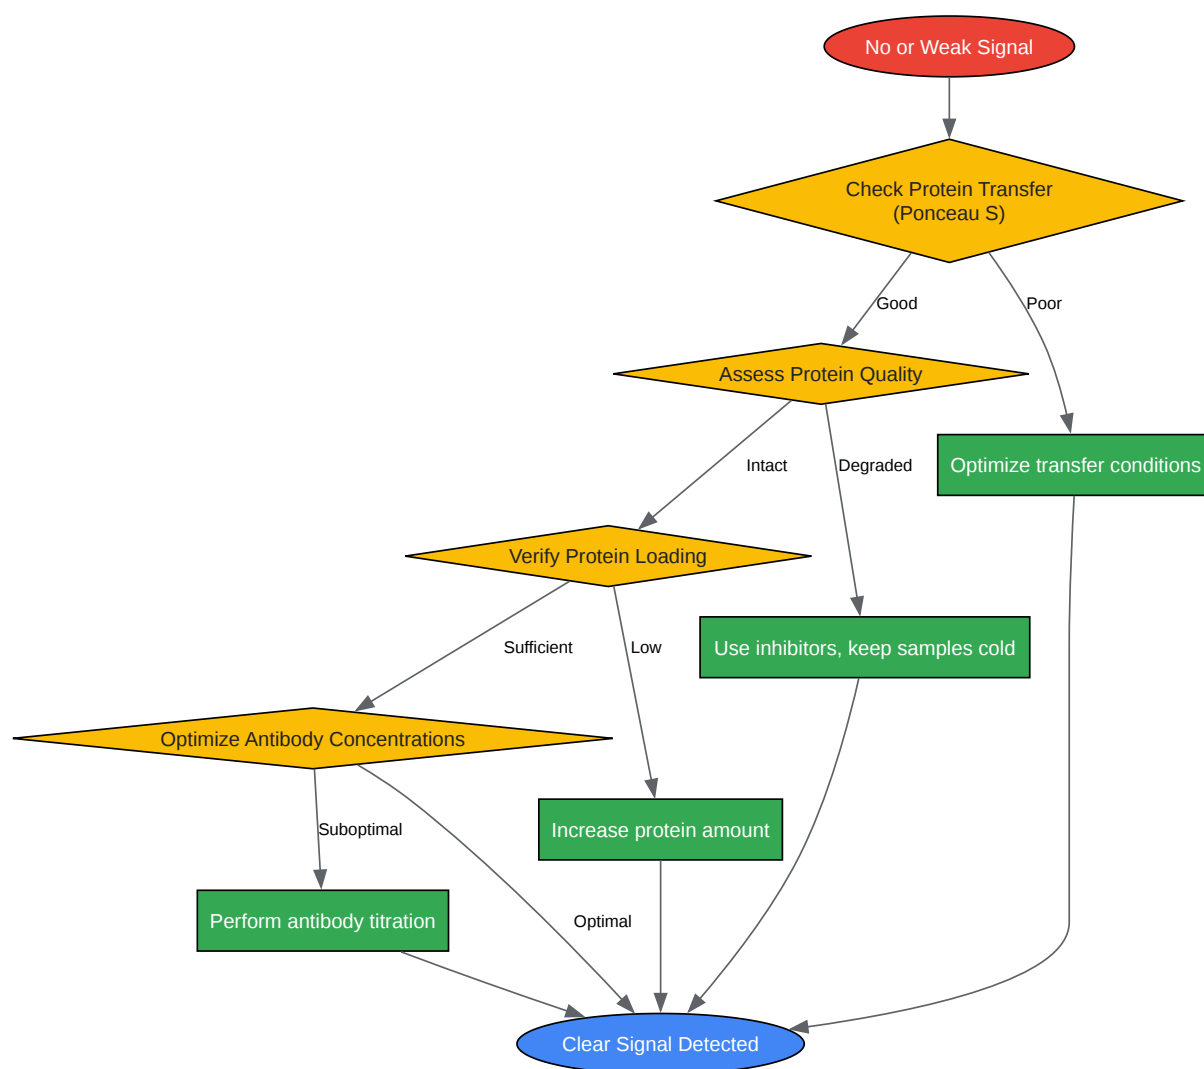 No or Weak Signal
Check Protein Transfer
(Ponceau S)
Good
Poor
Assess Protein Quality
Intact
Degraded
Optimize transfer conditions
Verify Protein Loading
Sufficient
Low
Use inhibitors, keep samples cold
Optimize Antibody Concentrations
Suboptimal
Increase protein amount
Perform antibody titration
Optimal
Clear Signal Detected